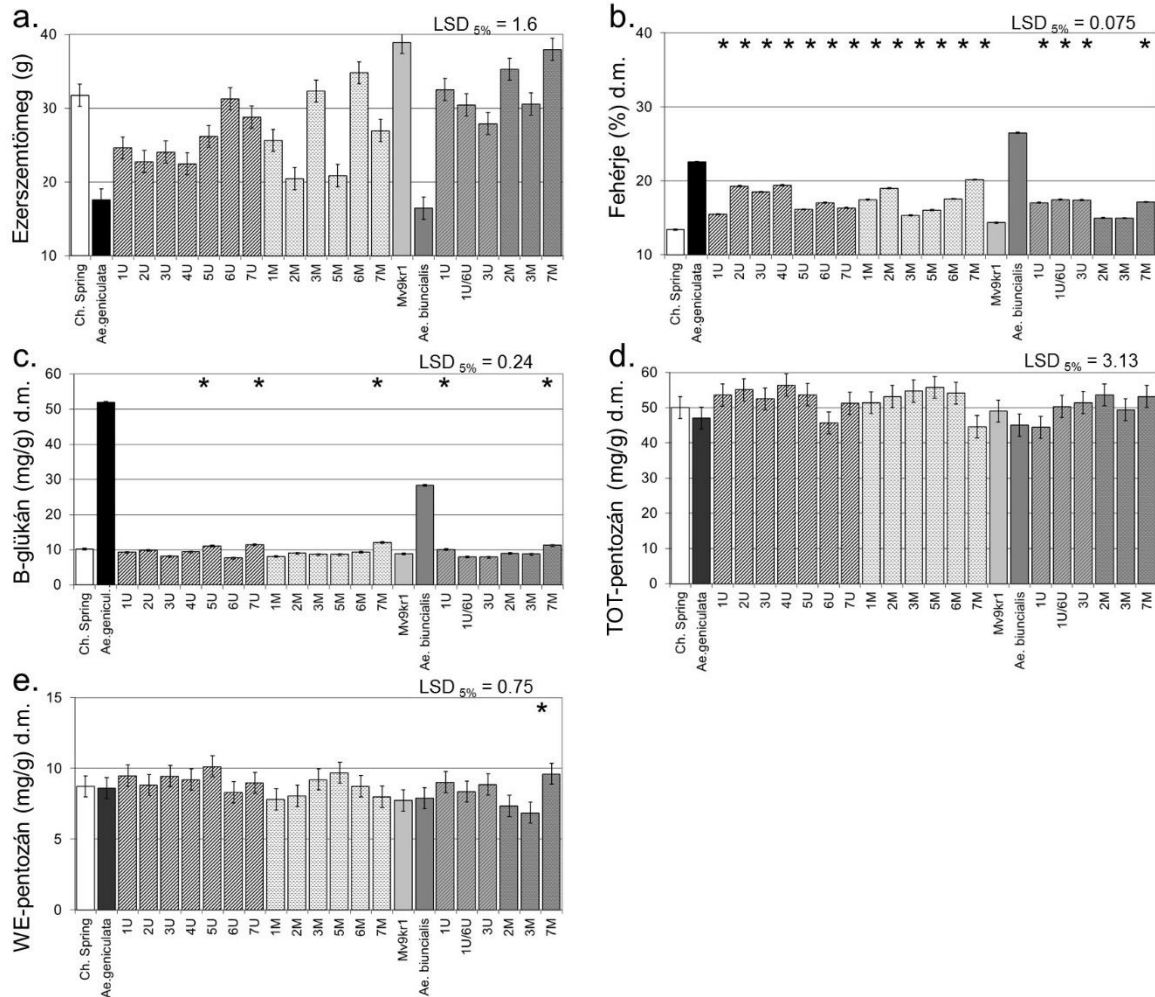 a.
LSD 5% = 1.6
Ezerszemtömeg (g)
40
30
20
10
Ch. Spring
Ae.geniculata
1U
2U
3U
4U
5U
6U
7U
1M
2M
3M
5M
6M
7M
Mv9kr1
Ae. biuncialis
1U
1U/6U
3U
2M
3M
7M
b.
LSD 5% = 0.075
Fehérje (%) d.m.
40
30
20
10
* * * * * * * * * * * * * * * * *
Ch. Spring
Ae.geniculata
1U
2U
3U
4U
5U
6U
7U
1M
2M
3M
5M
6M
7M
Mv9kr1
Ae. biuncialis
1U
1U/6U
3U
2M
3M
7M
c.
LSD 5% = 0.24
B-glükán (mg/g) d.m.
60
50
40
30
20
10
0
* * * * *
Ch. Spring
Ae.genicul.
1U
2U
3U
4U
5U
6U
7U
1M
2M
3M
5M
6M
7M
Mv9kr1
Ae. biuncialis
1U
1U/6U
3U
2M
3M
7M
d.
LSD 5% = 3.13
TOT-pentozán (mg/g) d.m.
60
50
40
30
20
10
0
Ch. Spring
Ae.geniculata
1U
2U
3U
4U
5U
6U
7U
1M
2M
3M
5M
6M
7M
Mv9kr1
Ae. biuncialis
1U
1U/6U
3U
2M
3M
7M
e.
LSD 5% = 0.75
WE-pentozán (mg/g) d.m.
15
10
5
0
*
Ch. Spring
Ae.geniculata
1U
2U
3U
4U
5U
6U
7U
1M
2M
3M
5M
6M
7M
Mv9kr1
Ae. biuncialis
1U
1U/6U
3U
2M
3M
7M